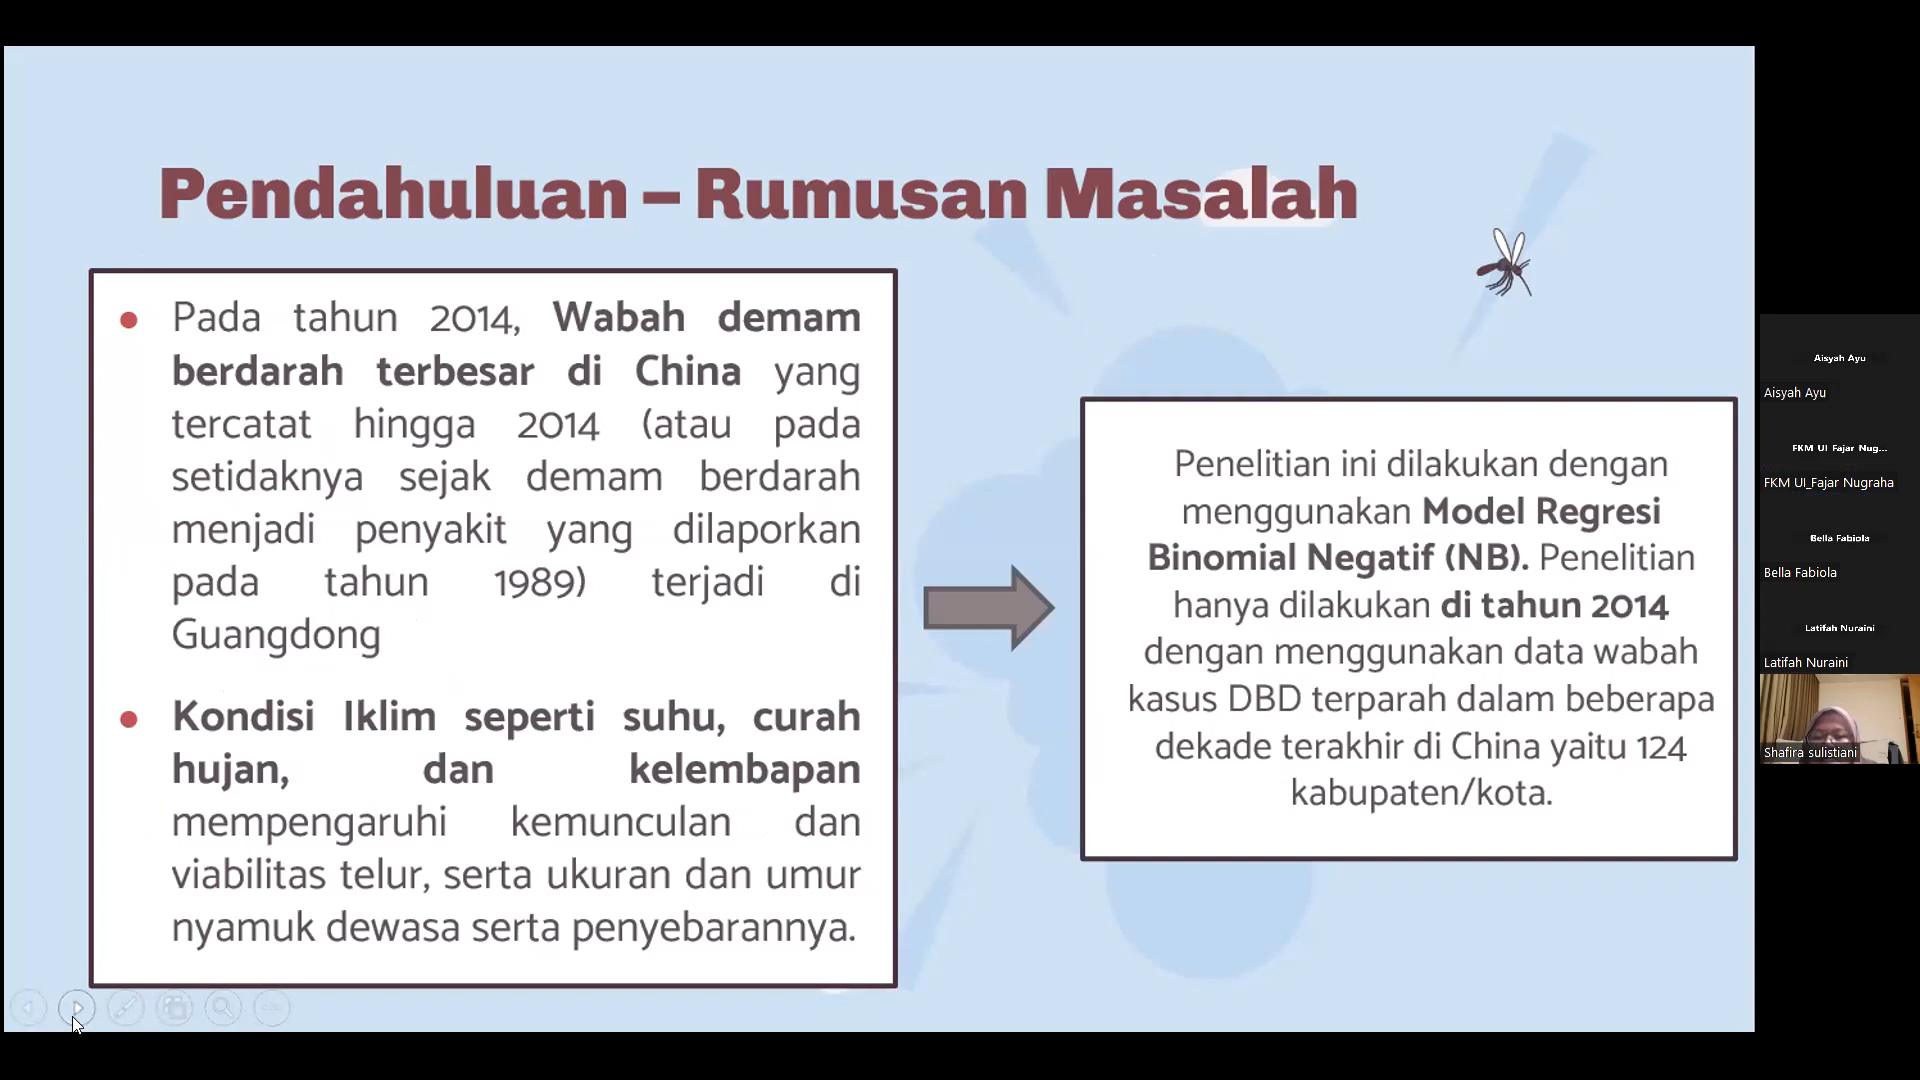 Pendahuluan – Rumusan Masalah
Pada tahun 2014, Wabah demam
berdarah terbesar di China yang
tercatat hingga 2014 (atau pada
setidaknya sejak demam berdarah
menjadi penyakit yang dilaporkan
pada tahun 1989) terjadi di
Guangdong
Kondisi Iklim seperti suhu, curah
hujan, dan kelembapan
mempengaruhi kemunculan dan
viabilitas telur, serta ukuran dan umur
nyamuk dewasa serta penyebarannya.
Penelitian ini dilakukan dengan
menggunakan Model Regresi
Binomial Negatif (NB). Penelitian
hanya dilakukan di tahun 2014
dengan menggunakan data wabah
kasus DBD terparah dalam beberapa
dekade terakhir di China yaitu 124
kabupaten/kota.
Aisyah Ayu
Aisyah Ayu
FKM UI Fajar Nug...
FKM UI_Fajar Nugraha
Bella Fabiola
Bella Fabiola
Latifah Nuraini
Latifah Nuraini
Shafira sulistiani